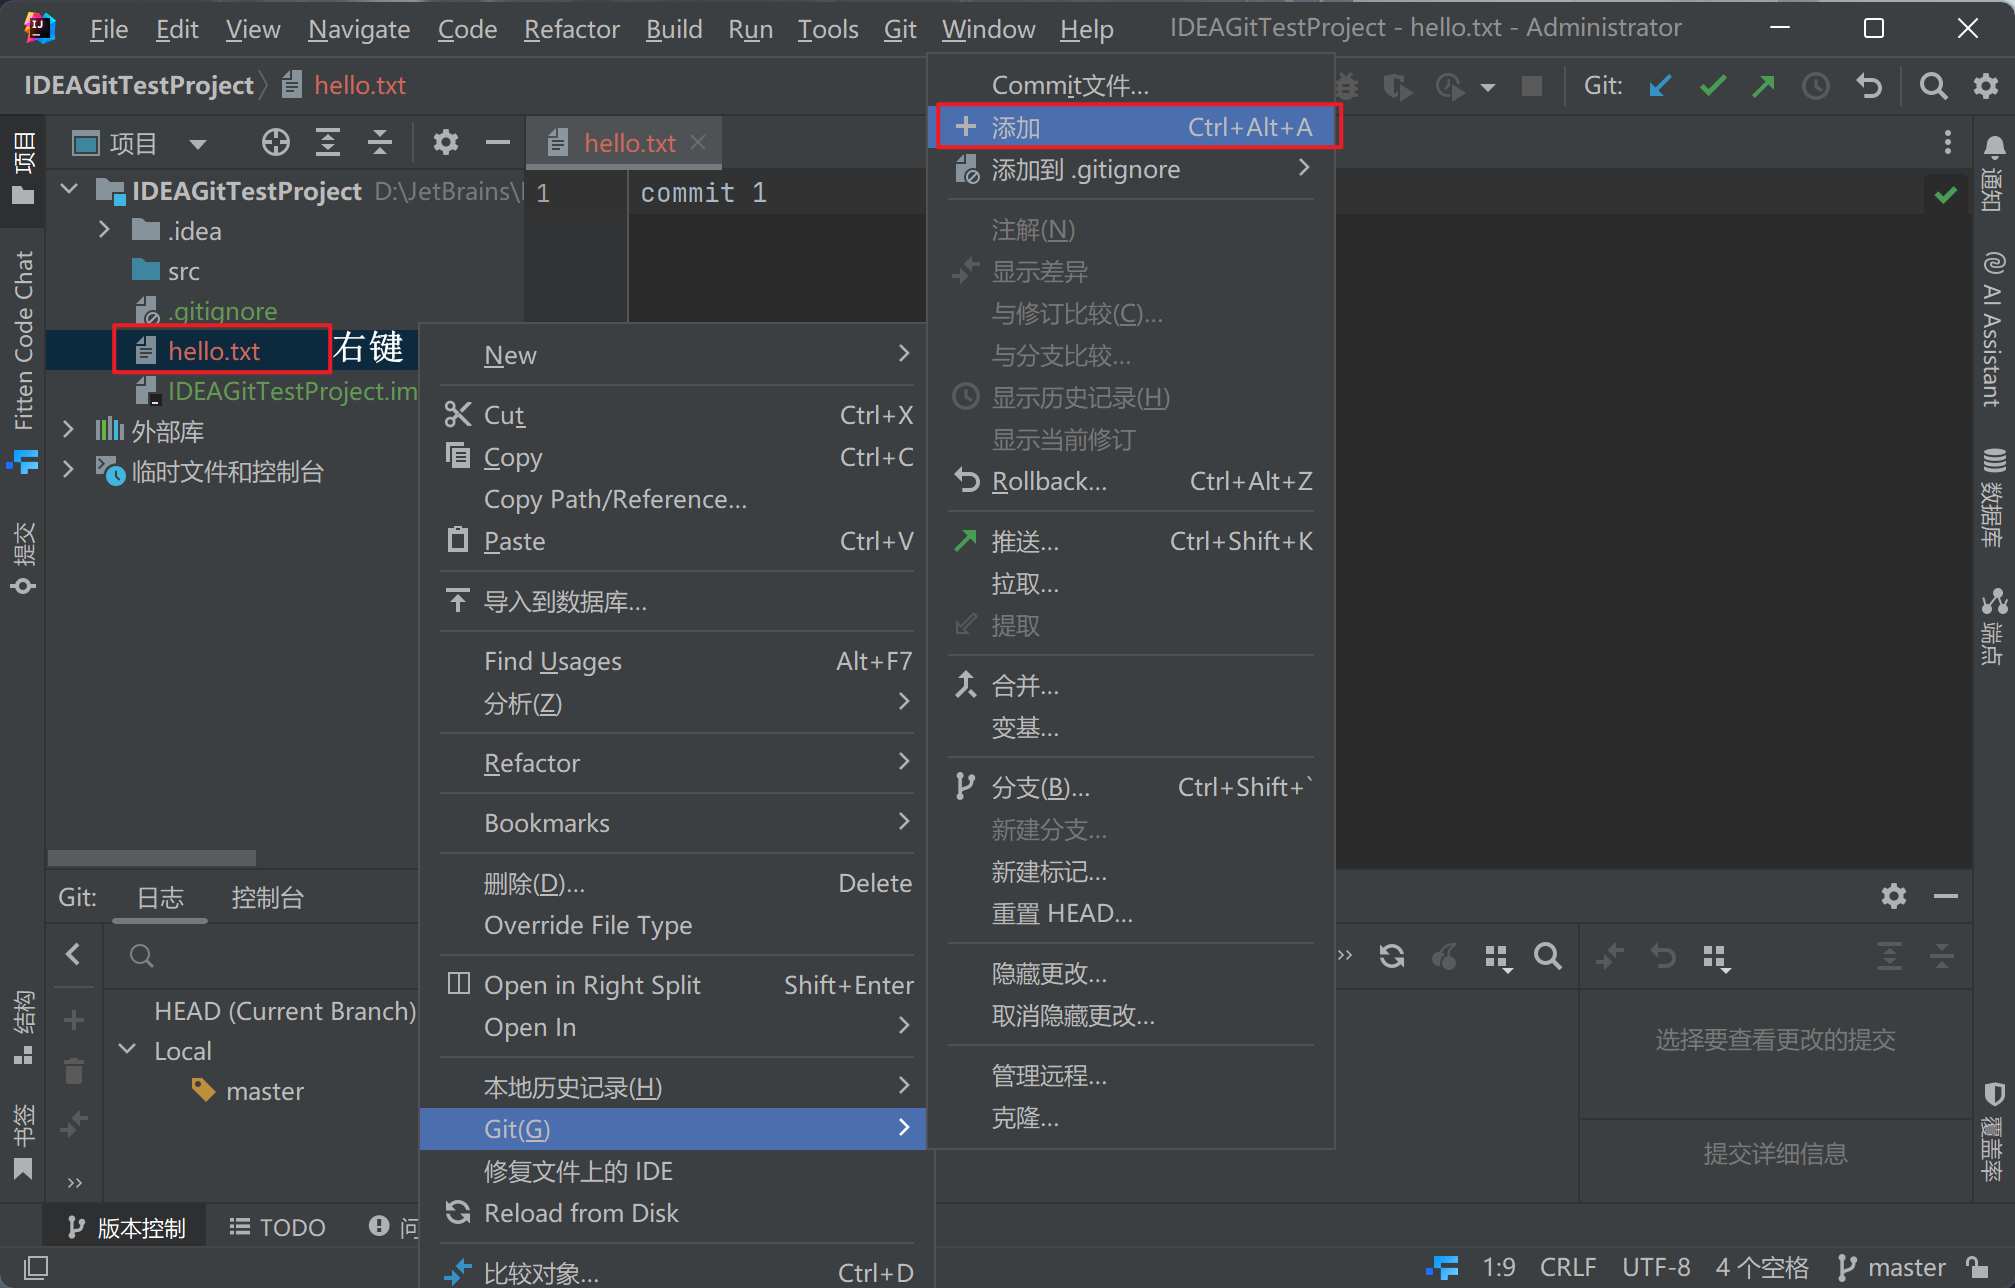 File Edit View Navigate Code Refactor Build Run Tools Git Window Help IDEAGitTestProject - hello.txt - Administrator
IDEAGitTestProject hello.txt
Git:
项目
hello.txt
IDEAGitTestProject D:\JetBrains\
.idea
src
.gitignore
hello.txt 右键
IDEAGitTestProject.im
外部库
临时文件和控制台
1 commit 1
New
Cut Ctrl+X
Copy Ctrl+C
Copy Path/Reference...
Paste Ctrl+V
导入到数据库...
Find Usages Alt+F7
分析(Z)
Refactor
Bookmarks
删除(D)... Delete
Override File Type
Open in Right Split Shift+Enter
Open In
本地历史记录(H)
Git(G)
修复文件上的 IDE
Reload from Disk
比较对象... Ctrl+D
Commit文件...
添加 Ctrl+Alt+A
添加到 .gitignore
注解(N)
显示差异
与修订比较(C)...
与分支比较...
显示历史记录(H)
显示当前修订
Rollback... Ctrl+Alt+Z
推送... Ctrl+Shift+K
拉取...
提取
合并...
变基...
分支(B)... Ctrl+Shift+`
新建分支...
新建标记...
重置 HEAD...
隐藏更改...
取消隐藏更改...
管理远程...
克隆...
项目
Fitten Code Chat
提交
结构
书签
通知
AI Assistant
数据库
端点
覆盖率
Git: 日志 控制台
HEAD (Current Branch)
Local
master
选择要查看更改的提交
提交详细信息
版本控制 TODO 问
1:9 CRLF UTF-8 4 个空格 master